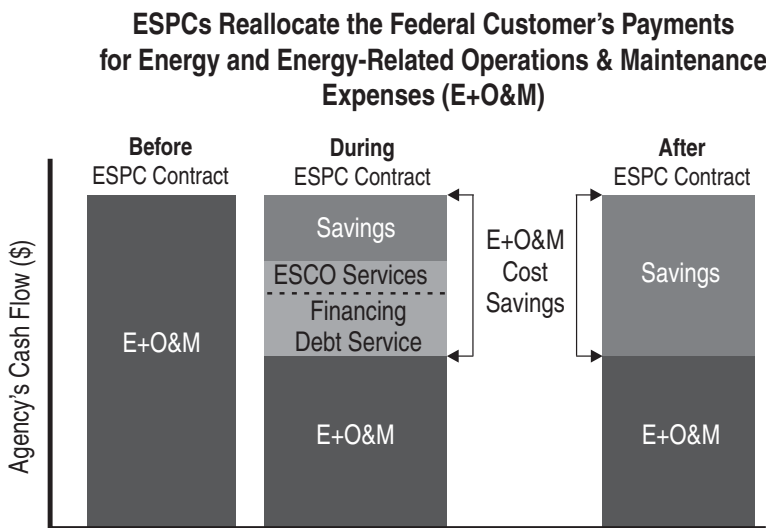 ESPCs Reallocate the Federal Customer's Payments
for Energy and Energy-Related Operations & Maintenance
Expenses (E+O&M)
Before
ESPC Contract
During
ESPC Contract
After
ESPC Contract
Agency's Cash Flow ($)
E+O&M
Savings
ESCO Services
Financing
Debt Service
E+O&M
E+O&M
Cost
Savings
Savings
E+O&M